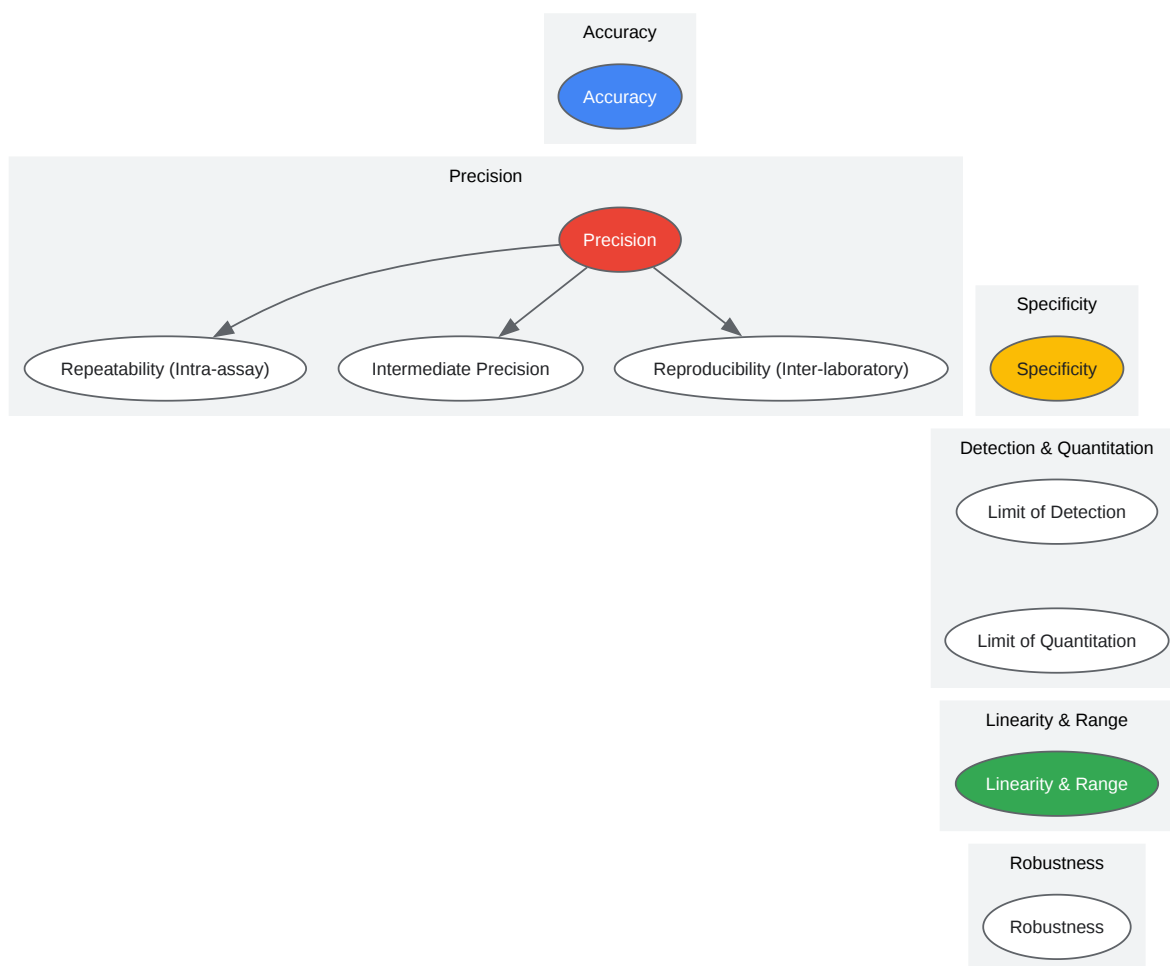 Accuracy
Accuracy
Precision
Precision
Repeatability (Intra-assay)
Intermediate Precision
Reproducibility (Inter-laboratory)
Specificity
Specificity
Detection & Quantitation
Limit of Detection
Limit of Quantitation
Linearity & Range
Linearity & Range
Robustness
Robustness